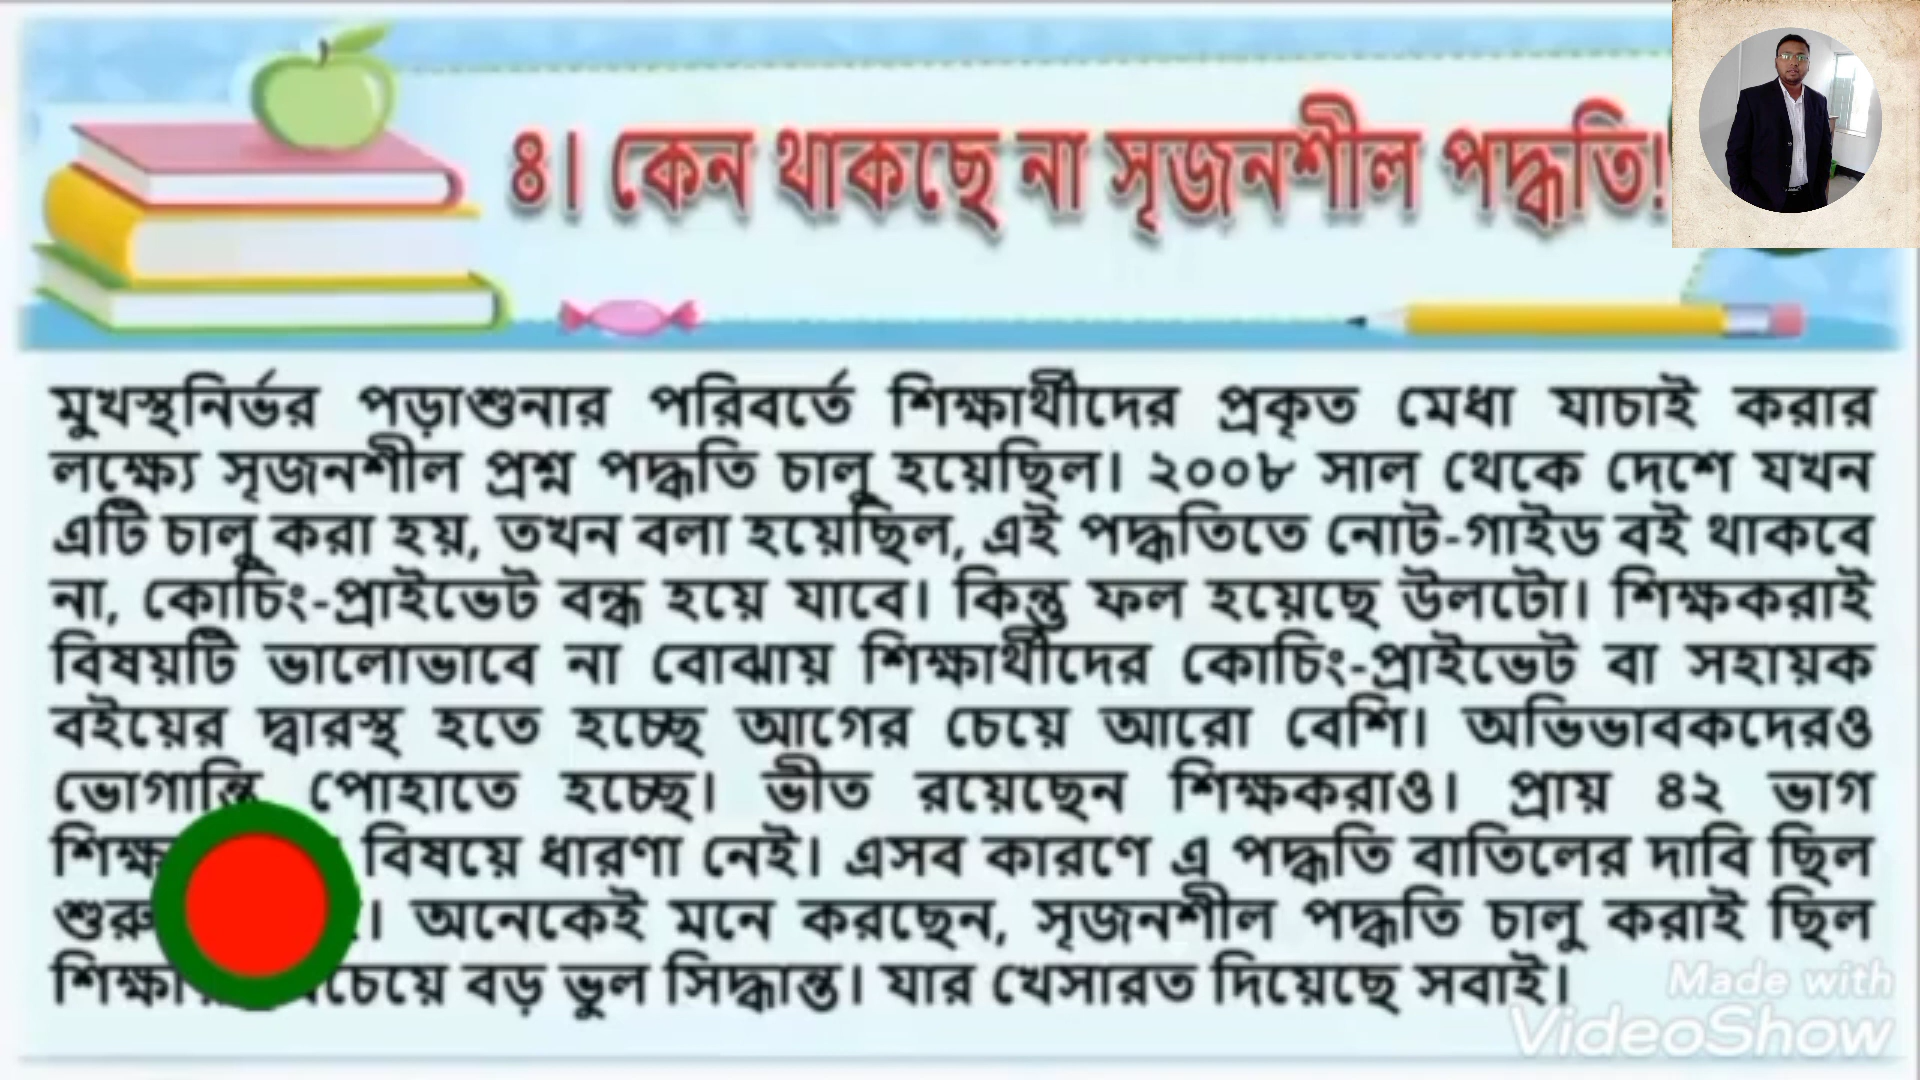 ৪। কেন থাকছে না সৃজনশীল পদ্ধতি!
মুখস্থনির্ভর পড়াশুনার পরিবর্তে শিক্ষার্থীদের প্রকৃত মেধা যাচাই করার
লক্ষ্যে সৃজনশীল প্রশ্ন পদ্ধতি চালু হয়েছিল। ২০০৮ সাল থেকে দেশে যখন
এটি চালু করা হয়, তখন বলা হয়েছিল, এই পদ্ধতিতে নোট-গাইড বই থাকবে
না, কোচিং-প্রাইভেট বন্ধ হয়ে যাবে। কিন্তু ফল হয়েছে উলটো। শিক্ষকরাই
বিষয়টি ভালোভাবে না বোঝায় শিক্ষার্থীদের কোচিং-প্রাইভেট বা সহায়ক
বইয়ের দ্বারস্থ হতে হচ্ছে আগের চেয়ে আরো বেশি। অভিভাবকদেরও
ভোগান্তি পোহাতে হচ্ছে। ভীত রয়েছেন শিক্ষকরাও। প্রায় ৪২ ভাগ
বিষয়ে ধারণা নেই। এসব কারণে এ পদ্ধতি বাতিলের দাবি ছিল
অনেকেই মনে করছেন, সৃজনশীল পদ্ধতি চালু করাই ছিল
বড় ভুল সিদ্ধান্ত। যার খেসারত দিয়েছে সবাই।
Made with
VideoShow